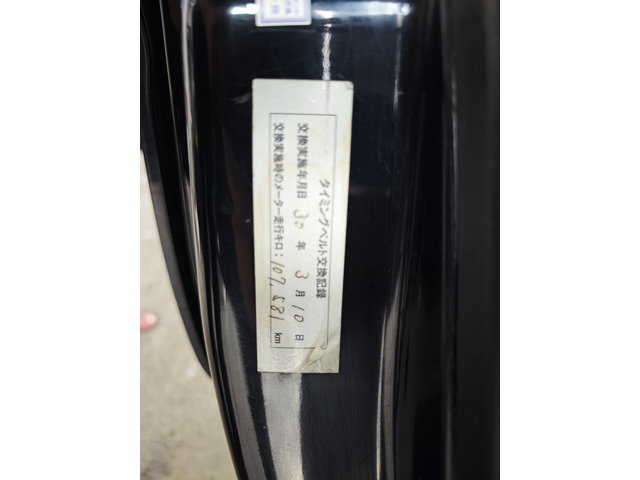 タイミングベルト交換記録
交換実施年月日 30 年 3 月 10 日
交換実施時のメーター走行キロ: 107,581 km